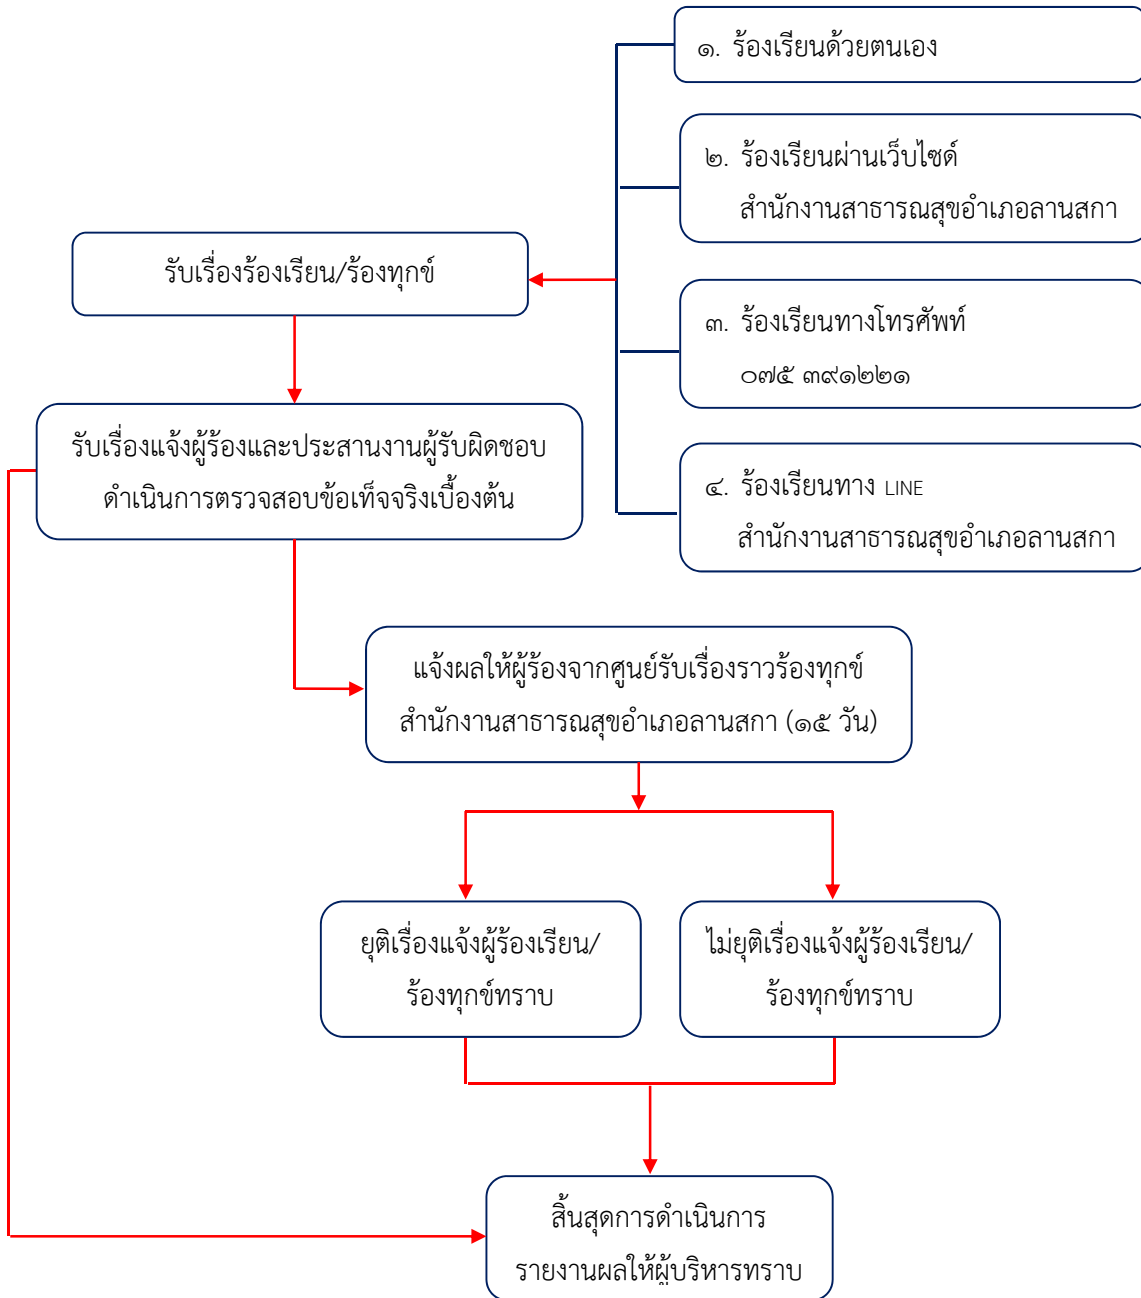 ๑. ร้องเรียนด้วยตนเอง
๒. ร้องเรียนผ่านเว็บไซด์
สำนักงานสาธารณสุขอำเภอลานสกา
รับเรื่องร้องเรียน/ร้องทุกข์
๓. ร้องเรียนทางโทรศัพท์
๐๗๕ ๓๙๑๒๒๑
รับเรื่องแจ้งผู้ร้องและประสานงานผู้รับผิดชอบ
ดำเนินการตรวจสอบข้อเท็จจริงเบื้องต้น
๔. ร้องเรียนทาง LINE
สำนักงานสาธารณสุขอำเภอลานสกา
แจ้งผลให้ผู้ร้องจากศูนย์รับเรื่องราวร้องทุกข์
สำนักงานสาธารณสุขอำเภอลานสกา (๑๕ วัน)
ยุติเรื่องแจ้งผู้ร้องเรียน/
ร้องทุกข์ทราบ
ไม่ยุติเรื่องแจ้งผู้ร้องเรียน/
ร้องทุกข์ทราบ
สิ้นสุดการดำเนินการ
รายงานผลให้ผู้บริหารทราบ